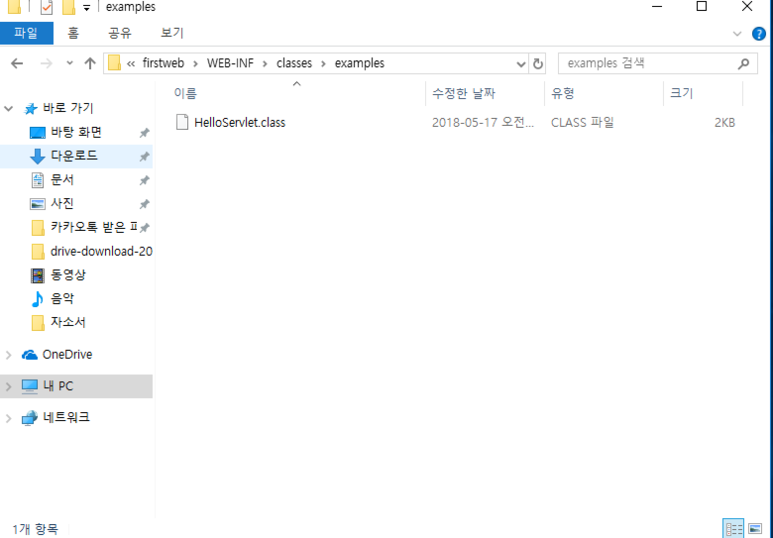 examples
파일 홈 공유 보기
« firstweb > WEB-INF > classes > examples
examples 검색
이름 수정한 날짜 유형 크기
HelloServlet.class 2018-05-17 오전... CLASS 파일 2KB
바로 가기
바탕 화면
다운로드
문서
사진
카카오톡 받은 ㅍ
drive-download-20
동영상
음악
자소서
OneDrive
내 PC
네트워크
1개 항목